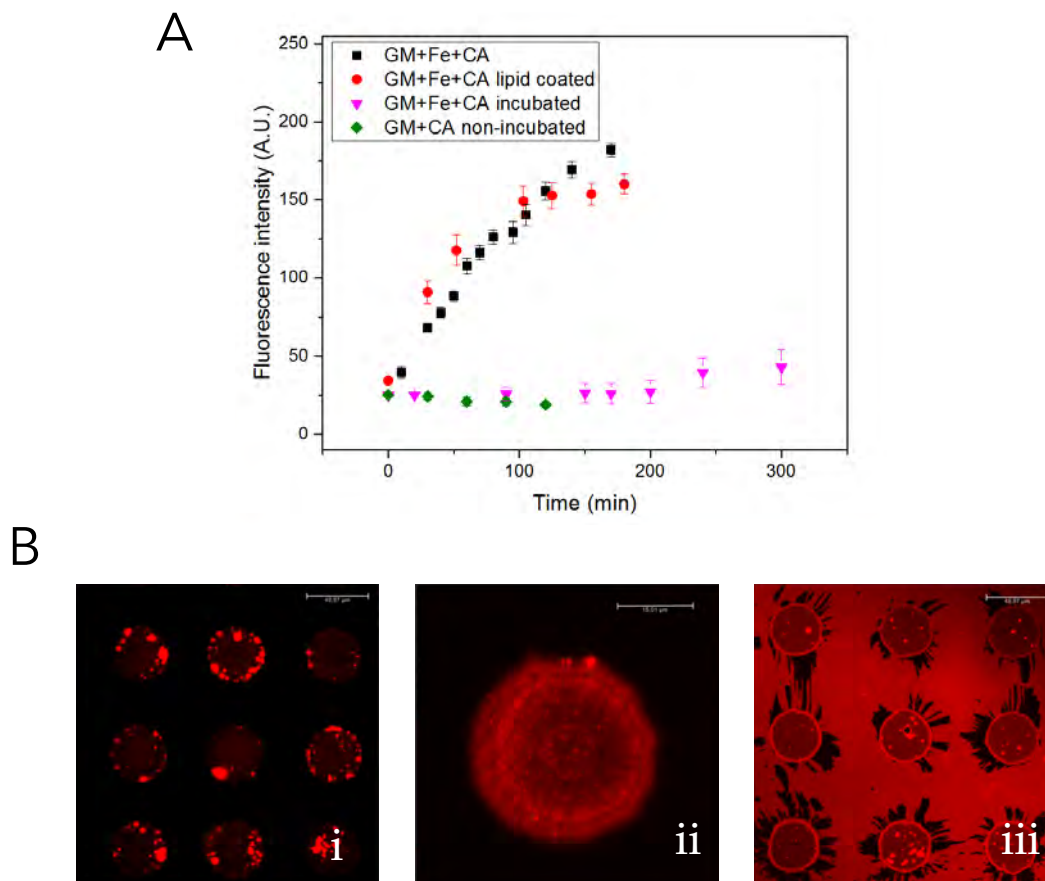 A
250
200
150
100
50
0
Fluorescence intensity (A.U.)
GM+Fe+CA
GM+Fe+CA lipid coated
GM+Fe+CA incubated
GM+CA non-incubated
0 100 200 300
Time (min)
B
i
ii
iii